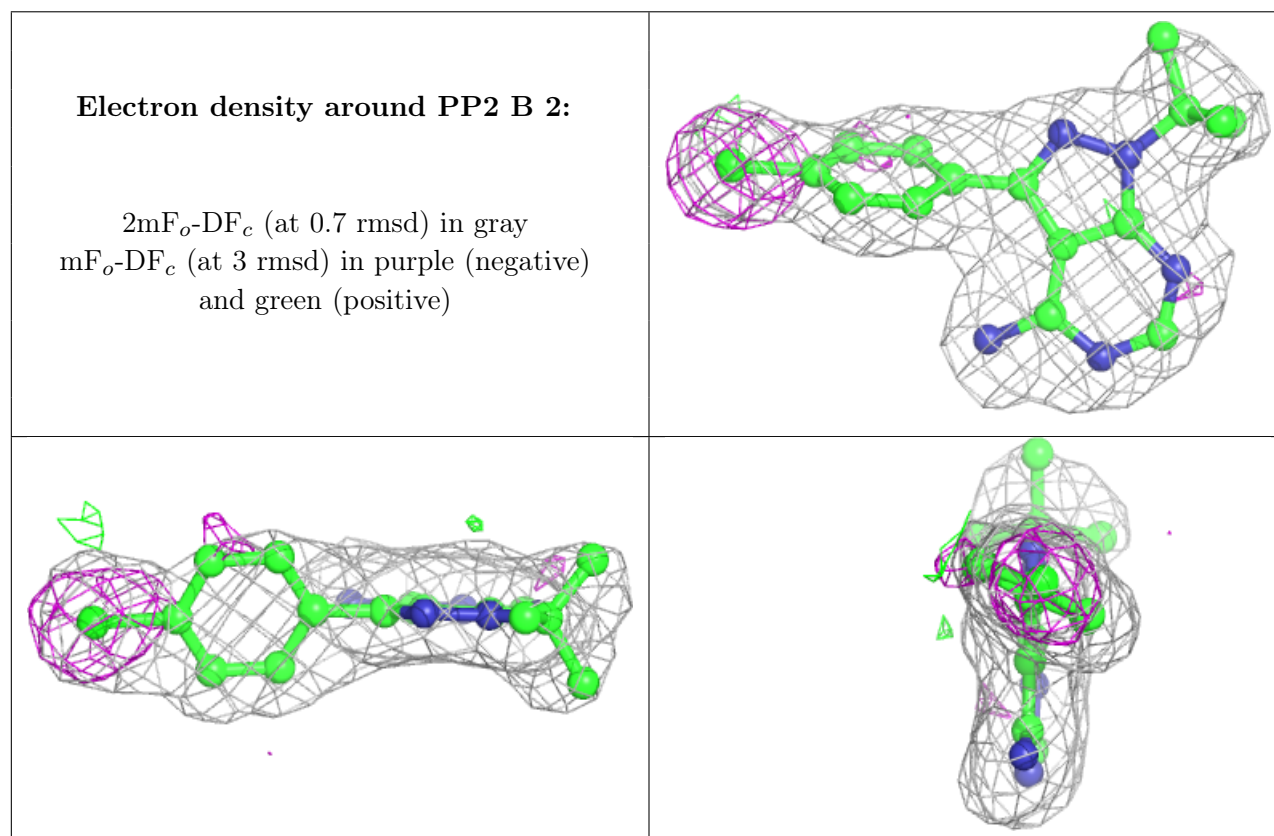 Electron density around PP2 B 2:
2mFₒ-DF𝒸 (at 0.7 rmsd) in gray
mFₒ-DF𝒸 (at 3 rmsd) in purple (negative)
and green (positive)